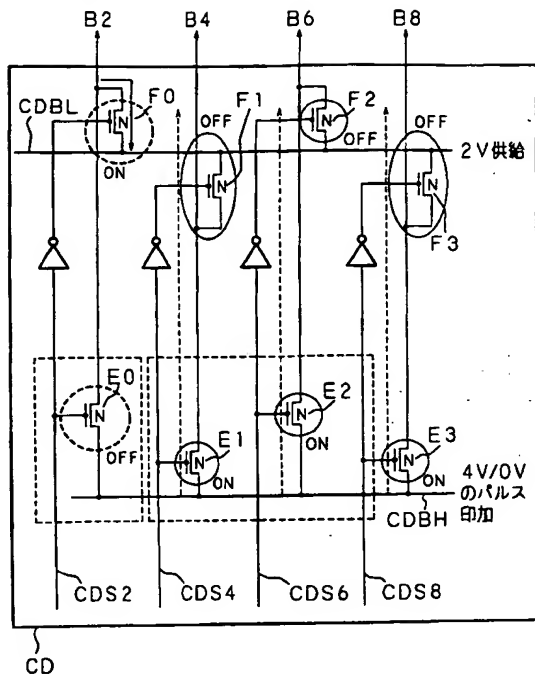 B2 B4 B6 B8
F0 F1 F2
CDBL OFF
N N
ON OFF 2V供給
N N
F3
E0 E2
N N
E1 ON E3
OFF N N
ON ON 4V/0V
のパルス
印加
CDBH
CDS2 CDS4 CDS6 CDS8
CD
OFF